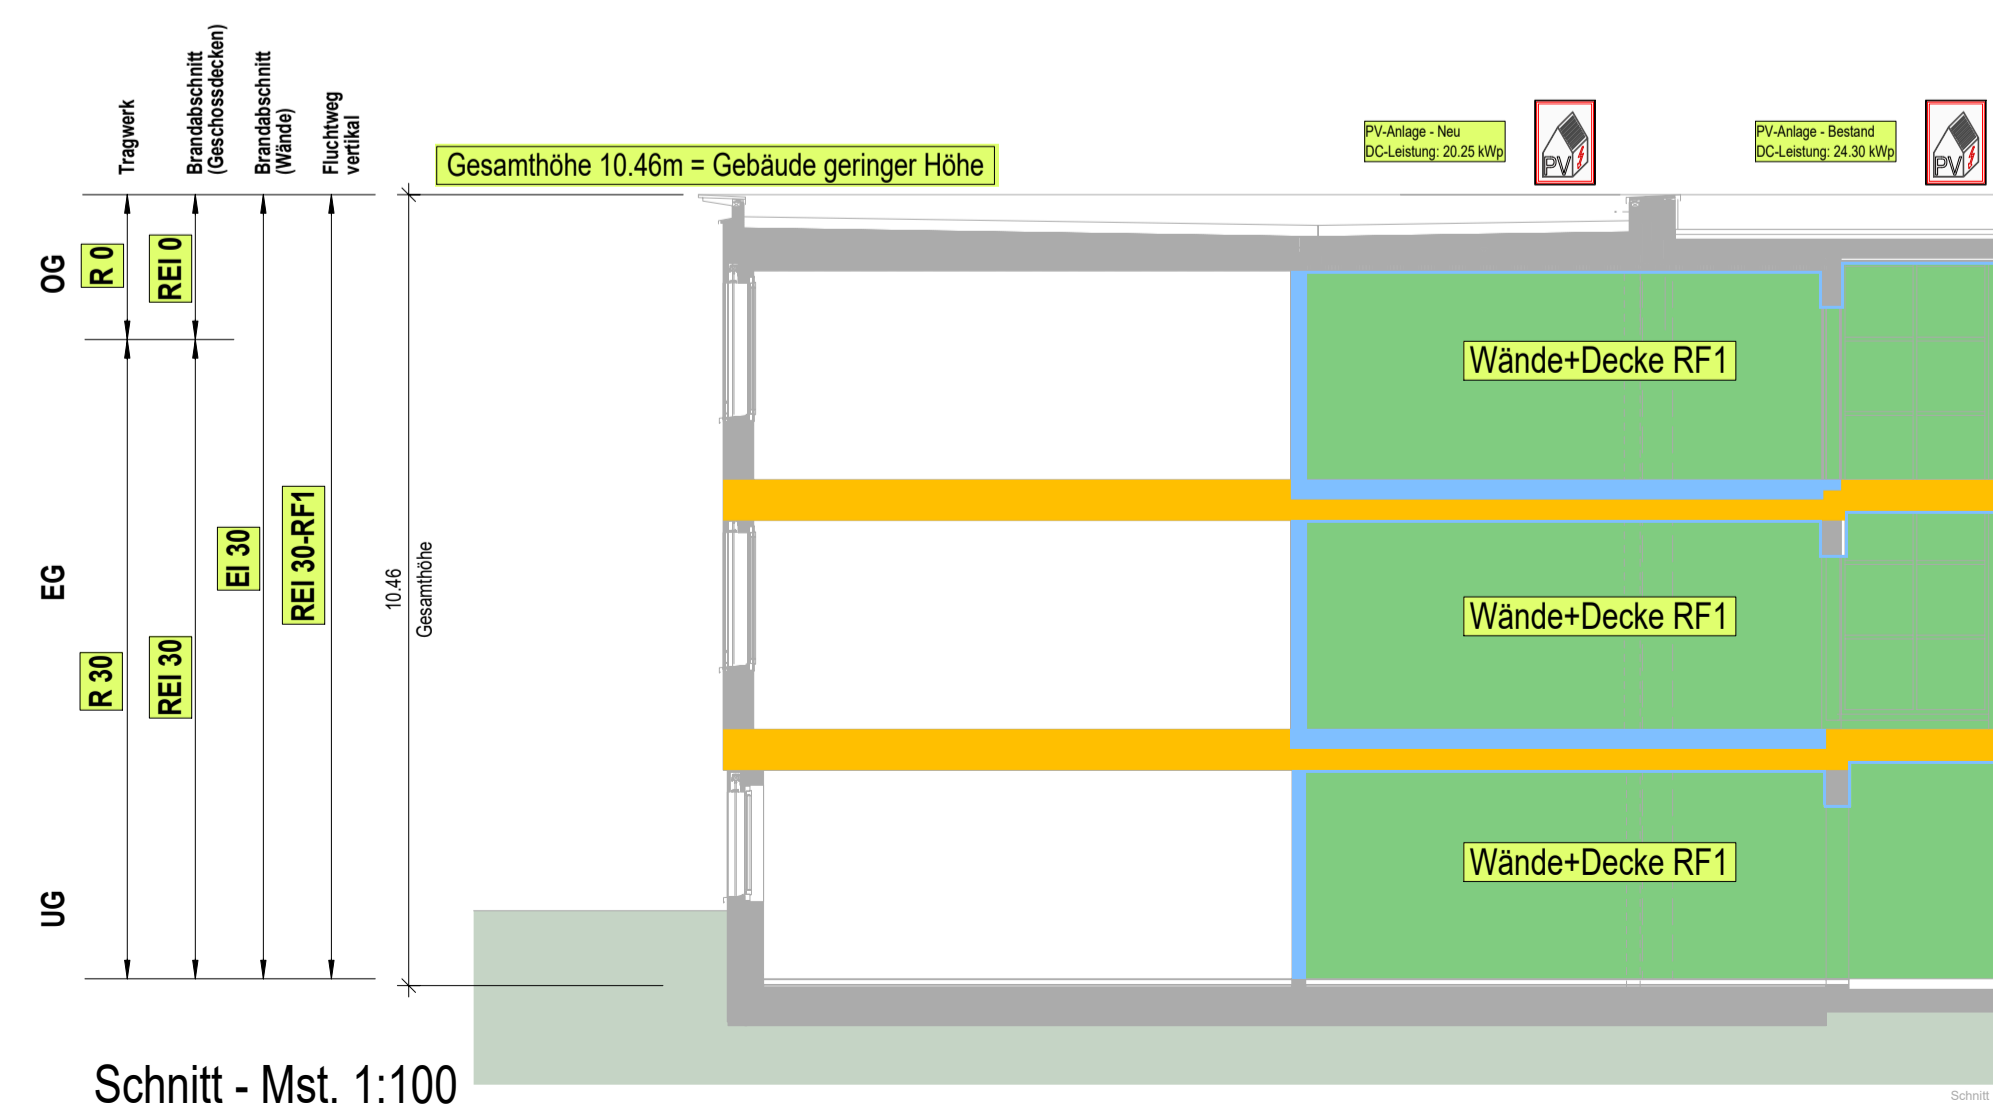 Tragwerk
Brandabschnitt
(Geschossdecken)
Brandabschnitt
(Wände)
Fluchtweg
vertikal
Gesamthöhe 10.46m = Gebäude geringer Höhe
PV-Anlage - Neu
DC-Leistung: 20.25 kWp
PV
PV-Anlage - Bestand
DC-Leistung: 24.30 kWp
PV
OG
R 0
REI 0
Wände+Decke RF1
EG
EI 30
REI 30-RF1
10.46
Gesamthöhe
Wände+Decke RF1
R 30
REI 30
UG
Wände+Decke RF1
Schnitt - Mst. 1:100
Schnitt